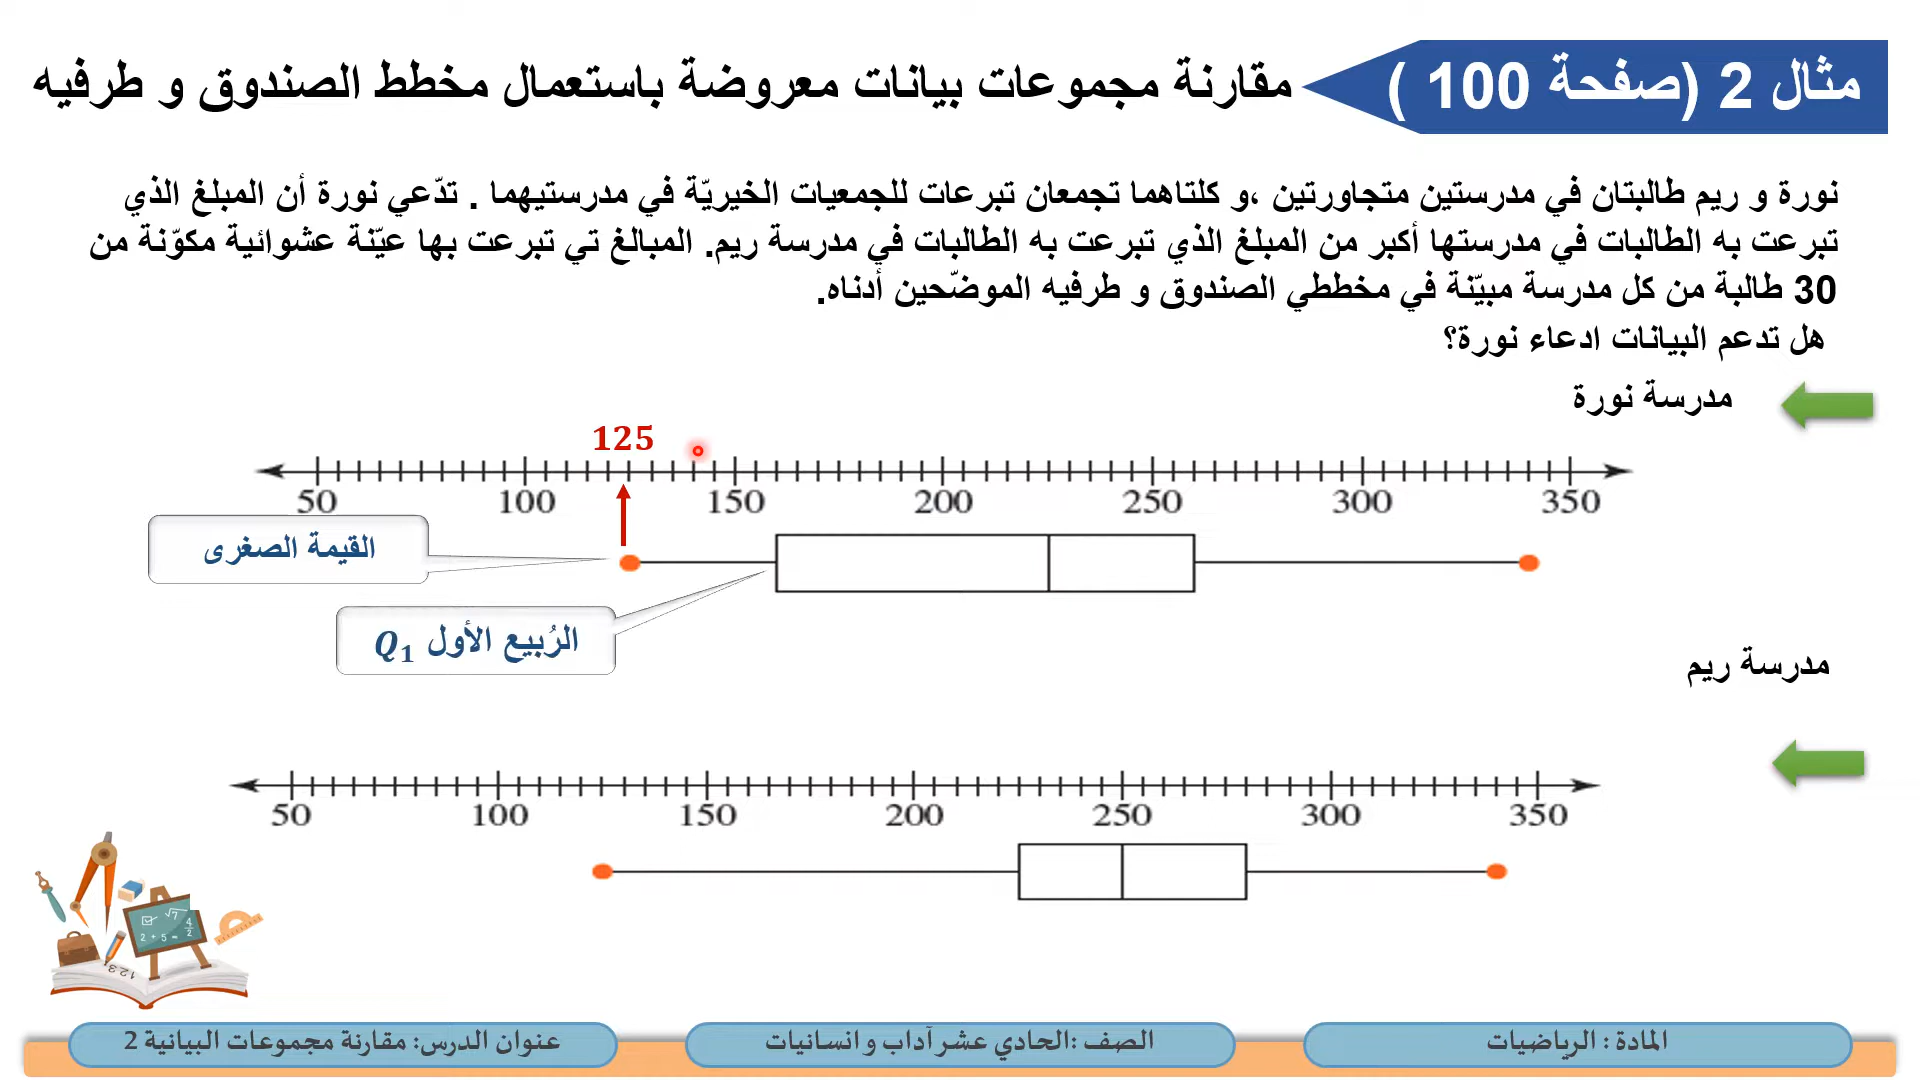 مثال 2 (صفحة 100 )
مقارنة مجموعات بيانات معروضة باستعمال مخطط الصندوق و طرفيه
نورة و ريم طالبتان في مدرستين متجاورتين ،و كلتاهما تجمعان تبرعات للجمعيات الخيريّة في مدرستيهما . تدّعي نورة أن المبلغ الذي
تبرعت به الطالبات في مدرستها أكبر من المبلغ الذي تبرعت به الطالبات في مدرسة ريم. المبالغ تي تبرعت بها عيّنة عشوائية مكوّنة من
30 طالبة من كل مدرسة مبيّنة في مخططي الصندوق و طرفيه الموضّحين أدناه.
هل تدعم البيانات ادعاء نورة؟
مدرسة نورة
125
50 100 150 200 250 300 350
القيمة الصغرى
الرُبيع الأول Q₁
مدرسة ريم
50 100 150 200 250 300 350
المادة : الرياضيات
الصف :الحادي عشر آداب و انسانيات
عنوان الدرس: مقارنة مجموعات البيانية 2